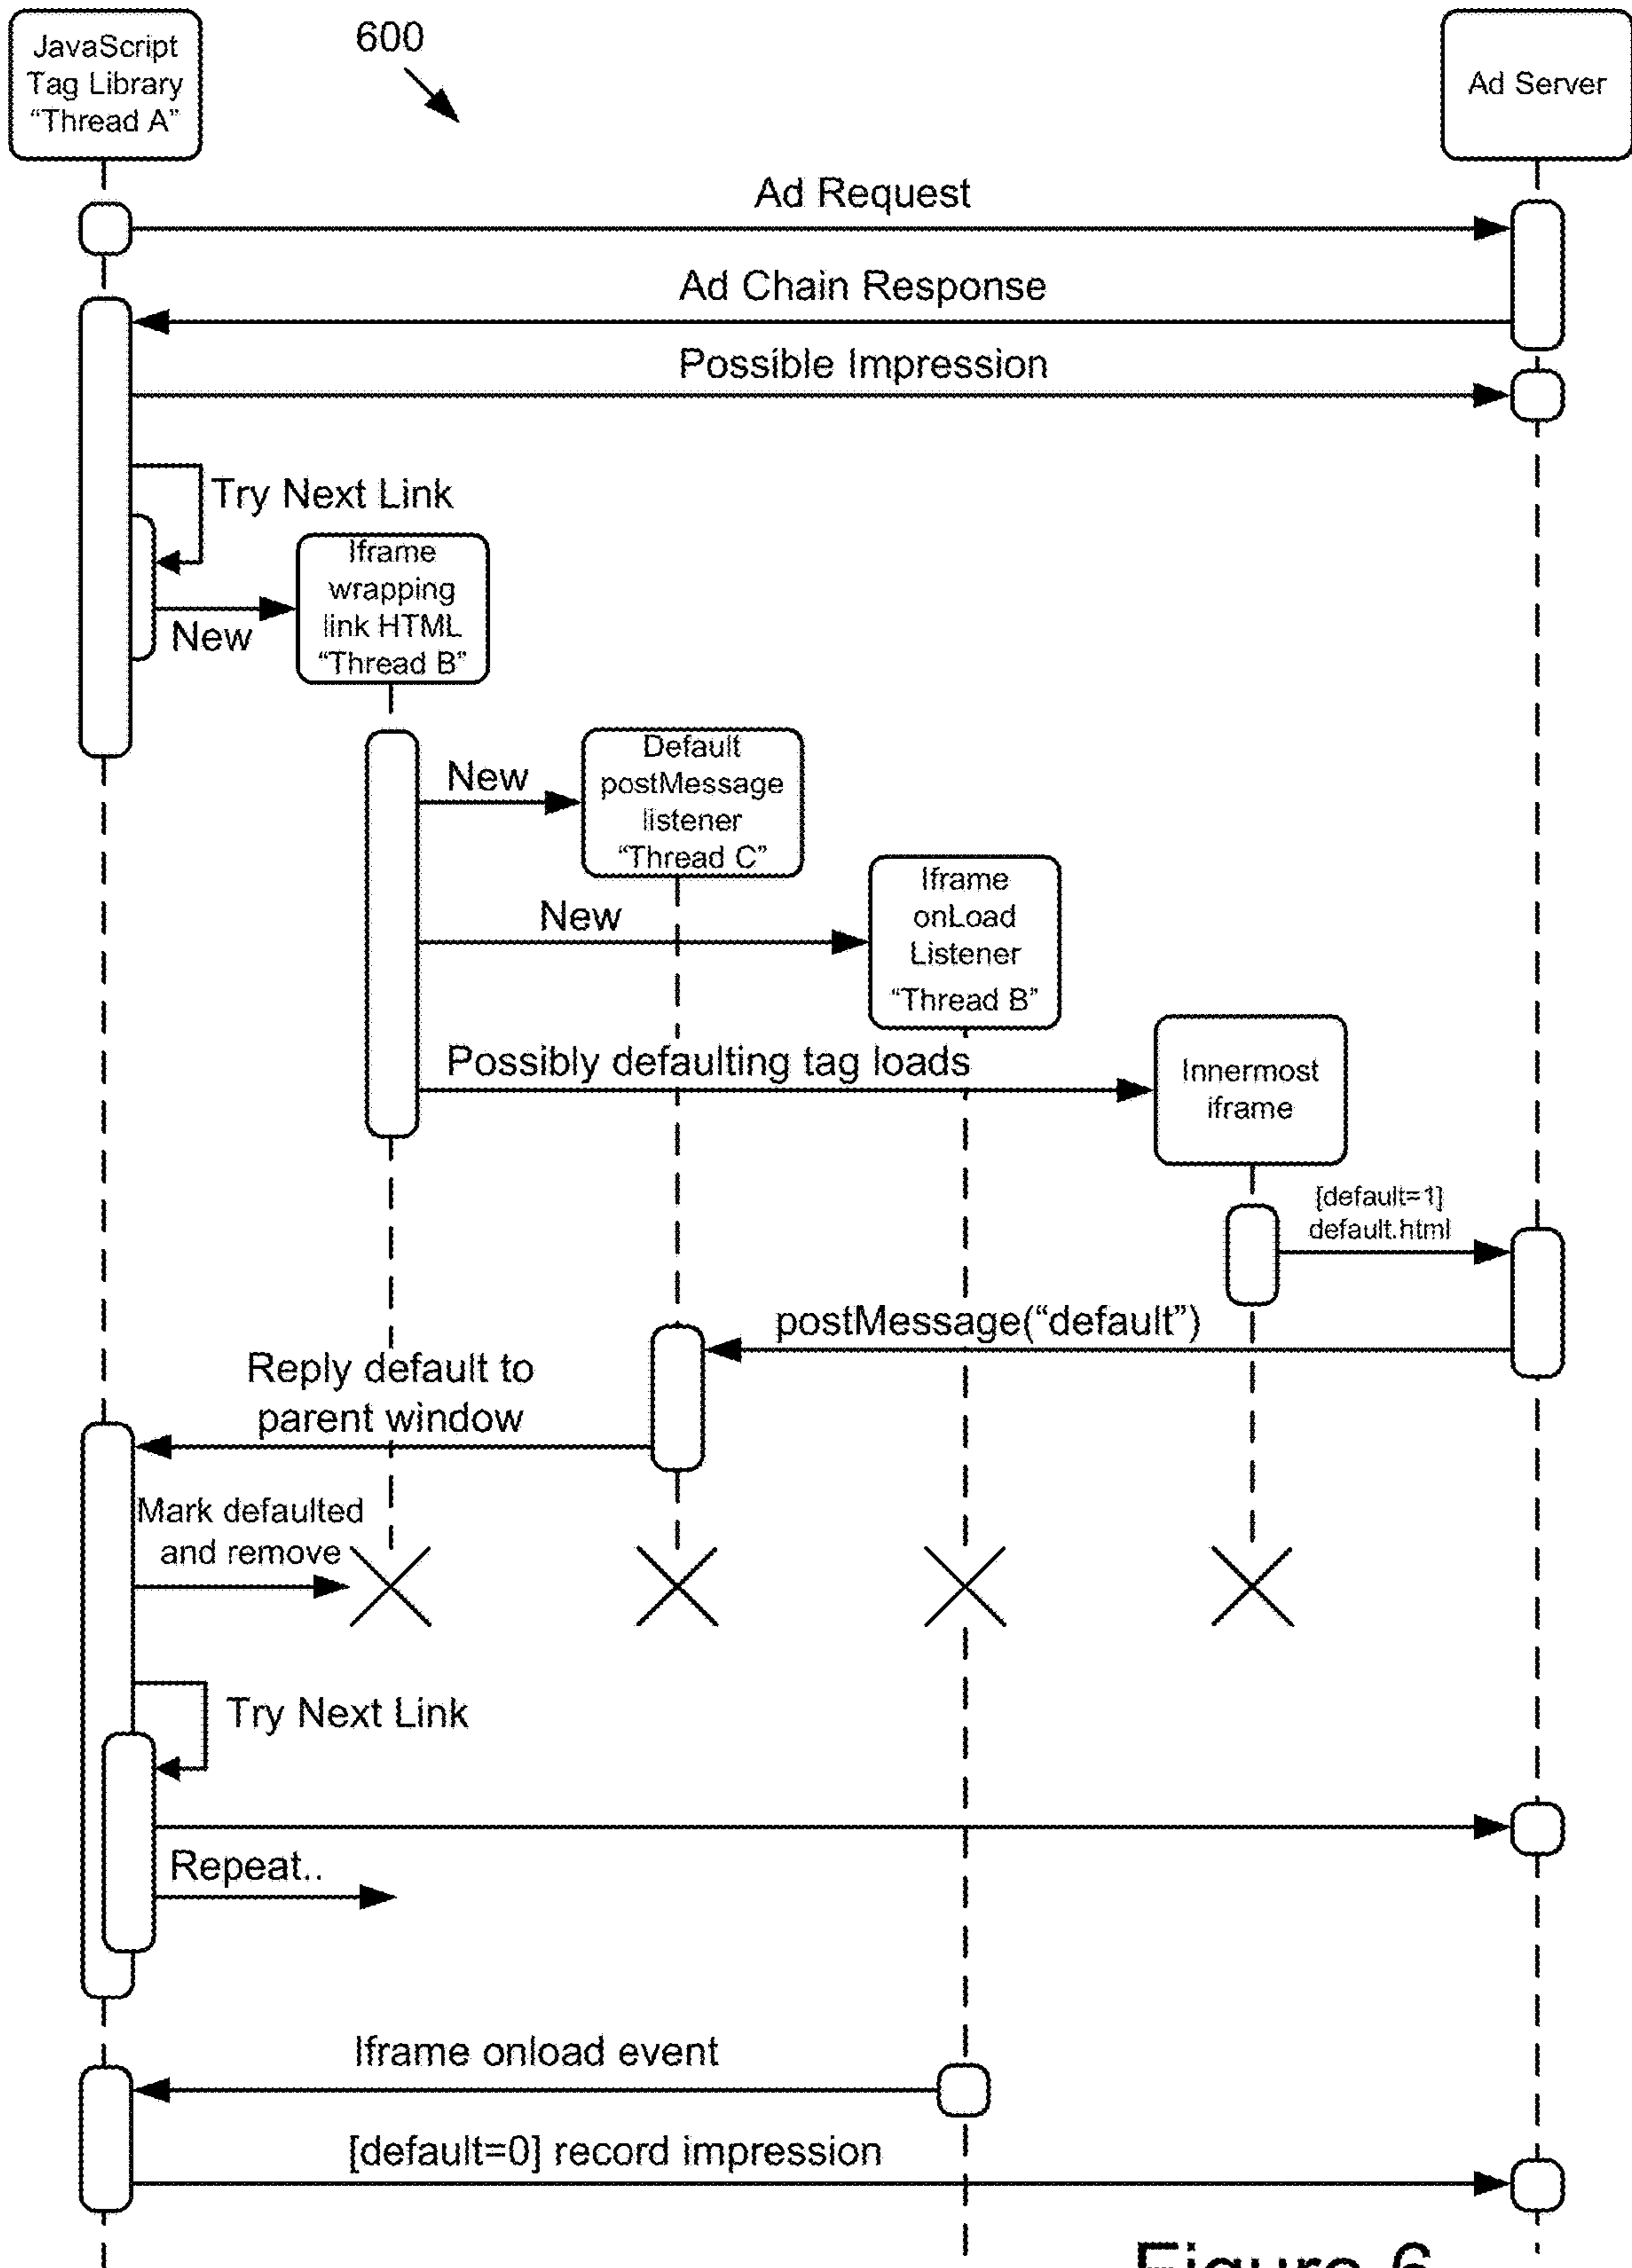 JavaScript
Tag Library
“Thread A”
600
Ad Server
Ad Request
Ad Chain Response
Possible Impression
Try Next Link
New
Iframe
wrapping
link HTML
“Thread B”
New
Default
postMessage
listener
“Thread C”
New
Iframe
onLoad
Listener
“Thread B”
Possibly defaulting tag loads
Innermost
iframe
[default=1]
default.html
postMessage(“default”)
Reply default to
parent window
Mark defaulted
and remove
Try Next Link
Repeat..
Iframe onload event
[default=0] record impression
Figure 6